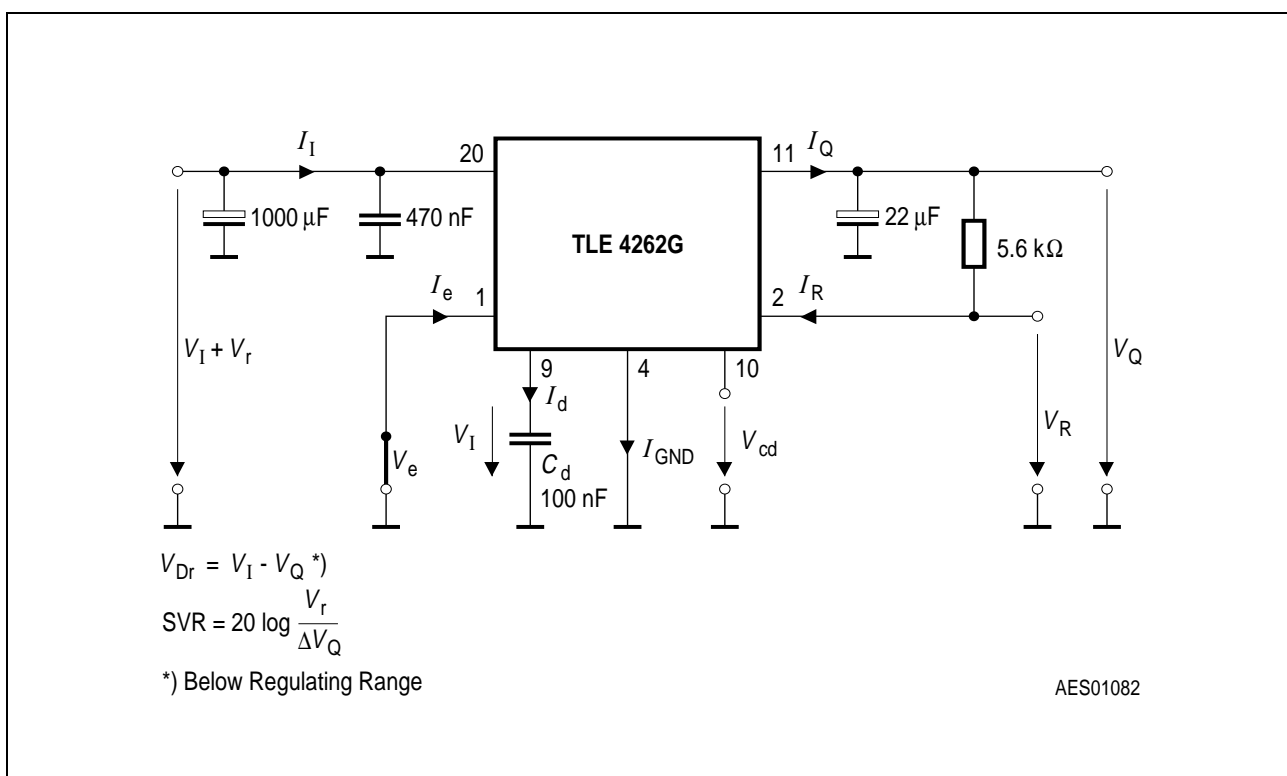 I_I
20
11
I_Q
1000 µF
470 nF
TLE 4262G
22 µF
5.6 kΩ
I_e
1
2
I_R
V_I + V_r
9
4
10
V_Q
I_d
V_I
V_e
C_d
100 nF
I_GND
V_cd
V_R
V_Dr = V_I - V_Q *)
SVR = 20 log V_r / ΔV_Q
*) Below Regulating Range
AES01082